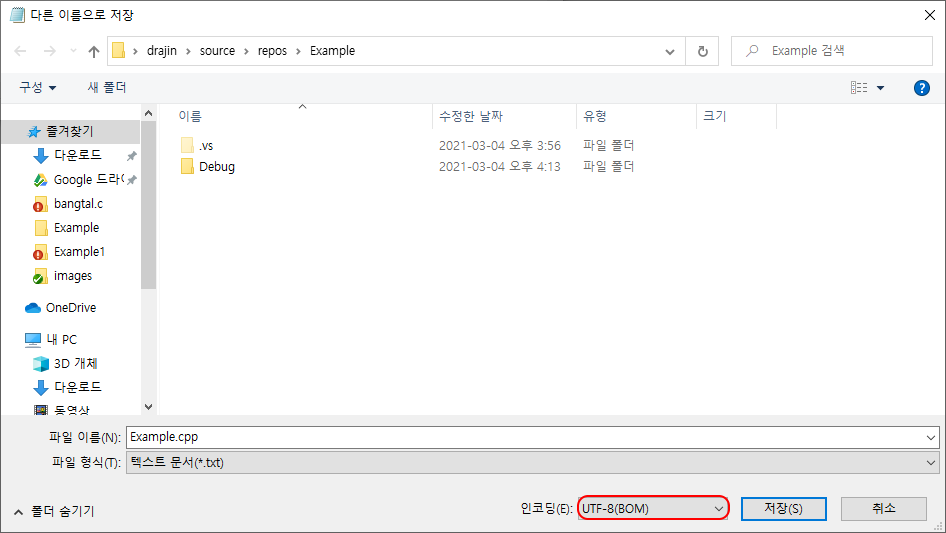 다른 이름으로 저장
drajin > source > repos > Example
Example 검색
구성
새 폴더
이름 수정한 날짜 유형 크기
.vs 2021-03-04 오후 3:56 파일 폴더
Debug 2021-03-04 오후 4:13 파일 폴더
즐겨찾기
다운로드
Google 드라이
bangtal.c
Example
Example1
images
OneDrive
내 PC
3D 개체
다운로드
동영상
파일 이름(N): Example.cpp
파일 형식(T): 텍스트 문서(*.txt)
폴더 숨기기
인코딩(E): UTF-8(BOM)
저장(S)
취소